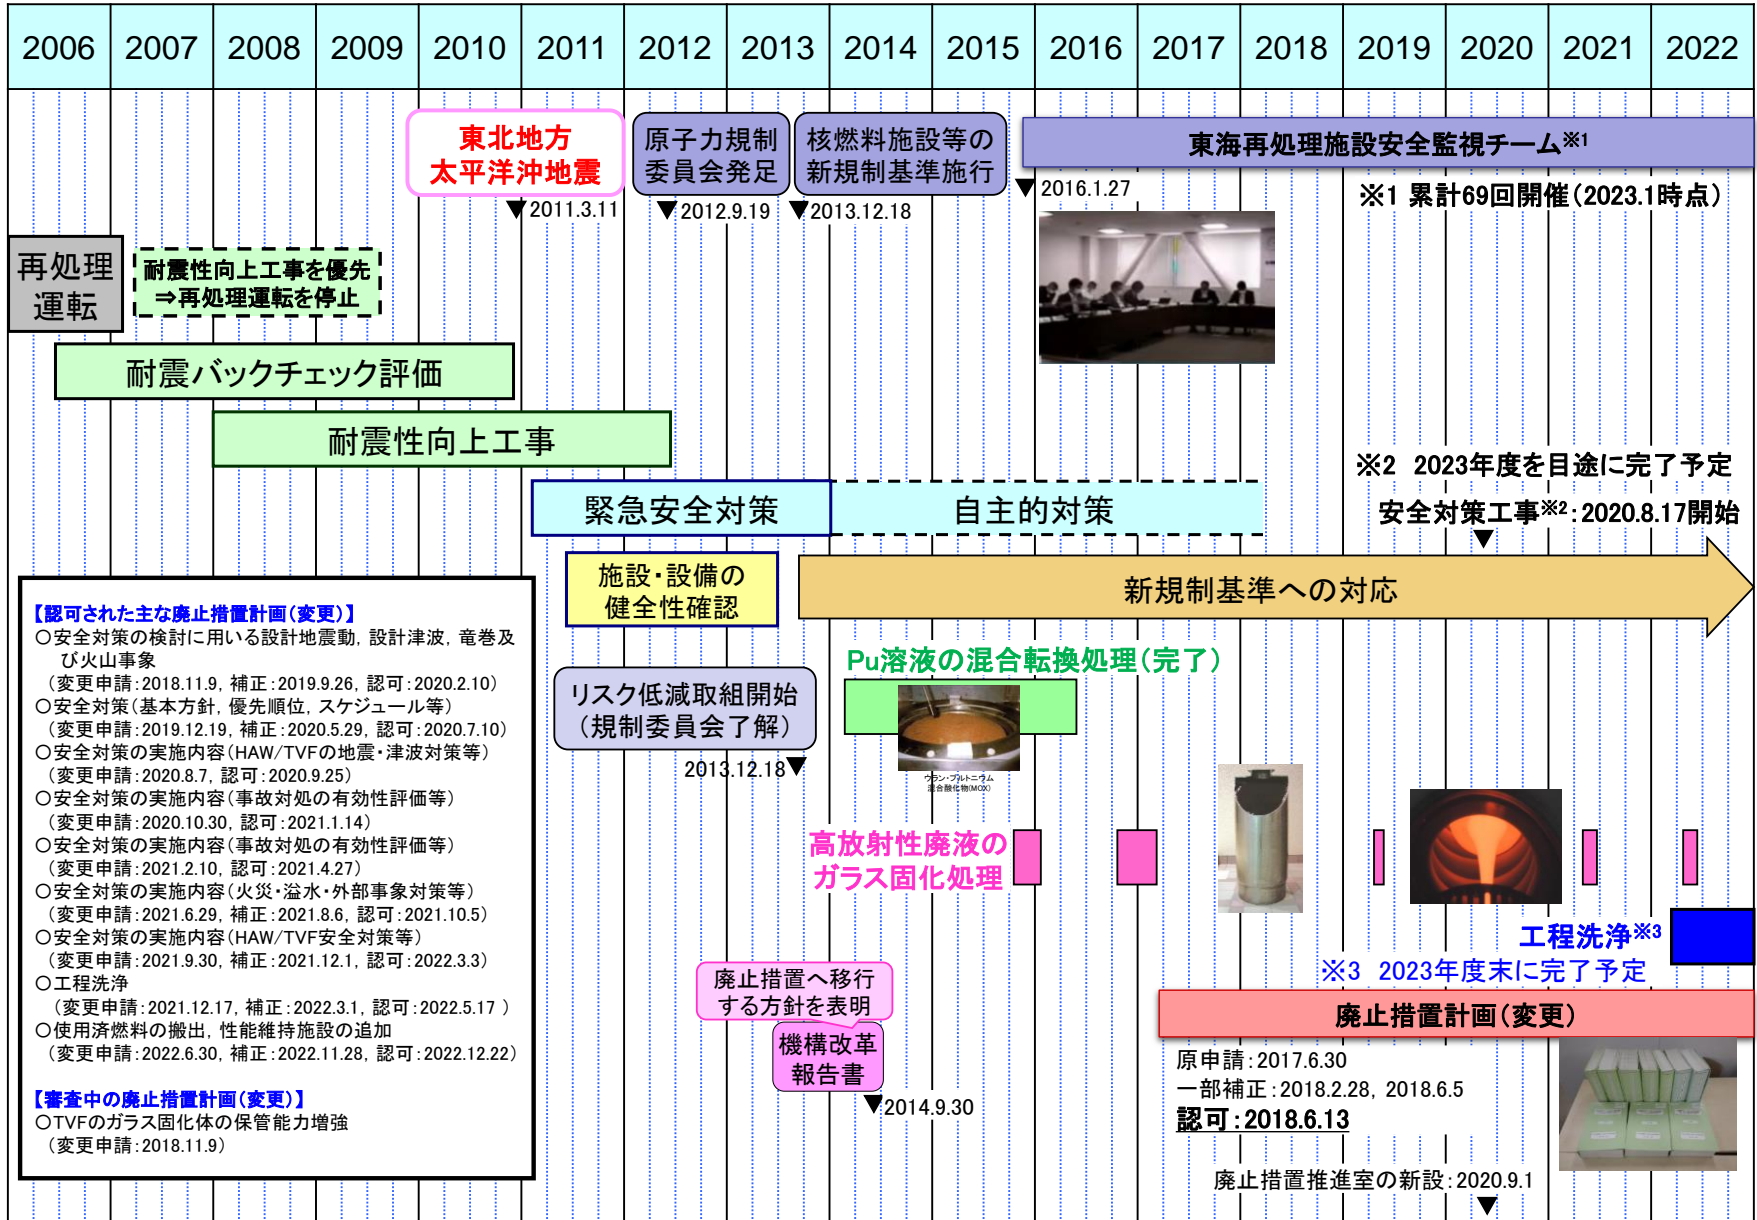 2006 2007 2008 2009 2010 2011 2012 2013 2014 2015 2016 2017 2018 2019 2020 2021 2022
東北地方
太平洋沖地震
▼2011.3.11
原子力規制
委員会発足
▼2012.9.19
核燃料施設等の
新規制基準施行
▼2013.12.18
東海再処理施設安全監視チーム※1
▼2016.1.27
※1 累計69回開催(2023.1時点)
再処理
運転
耐震性向上工事を優先
⇒再処理運転を停止
耐震バックチェック評価
耐震性向上工事
緊急安全対策
自主的対策
※2 2023年度を目途に完了予定
安全対策工事※2:2020.8.17開始
▼
施設・設備の
健全性確認
新規制基準への対応
リスク低減取組開始
(規制委員会了解)
2013.12.18▼
Pu溶液の混合転換処理(完了)
ウラン・プルトニウム
混合酸化物(MOX)
高放射性廃液の
ガラス固化処理
工程洗浄※3
※3 2023年度末に完了予定
廃止措置へ移行
する方針を表明
機構改革
報告書
▼2014.9.30
廃止措置計画(変更)
原申請:2017.6.30
一部補正:2018.2.28, 2018.6.5
認可:2018.6.13
廃止措置推進室の新設:2020.9.1
▼
【認可された主な廃止措置計画(変更)】
○安全対策の検討に用いる設計地震動, 設計津波, 竜巻及
び火山事象
(変更申請:2018.11.9, 補正:2019.9.26, 認可:2020.2.10)
○安全対策(基本方針, 優先順位, スケジュール等)
(変更申請:2019.12.19, 補正:2020.5.29, 認可:2020.7.10)
○安全対策の実施内容(HAW/TVFの地震・津波対策等)
(変更申請:2020.8.7, 認可:2020.9.25)
○安全対策の実施内容(事故対処の有効性評価等)
(変更申請:2020.10.30, 認可:2021.1.14)
○安全対策の実施内容(事故対処の有効性評価等)
(変更申請:2021.2.10, 認可:2021.4.27)
○安全対策の実施内容(火災・溢水・外部事象対策等)
(変更申請:2021.6.29, 補正:2021.8.6, 認可:2021.10.5)
○安全対策の実施内容(HAW/TVF安全対策等)
(変更申請:2021.9.30, 補正:2021.12.1, 認可:2022.3.3)
○工程洗浄
(変更申請:2021.12.17, 補正:2022.3.1, 認可:2022.5.17 )
○使用済燃料の搬出, 性能維持施設の追加
(変更申請:2022.6.30, 補正:2022.11.28, 認可:2022.12.22)
【審査中の廃止措置計画(変更)】
○TVFのガラス固化体の保管能力増強
(変更申請:2018.11.9)